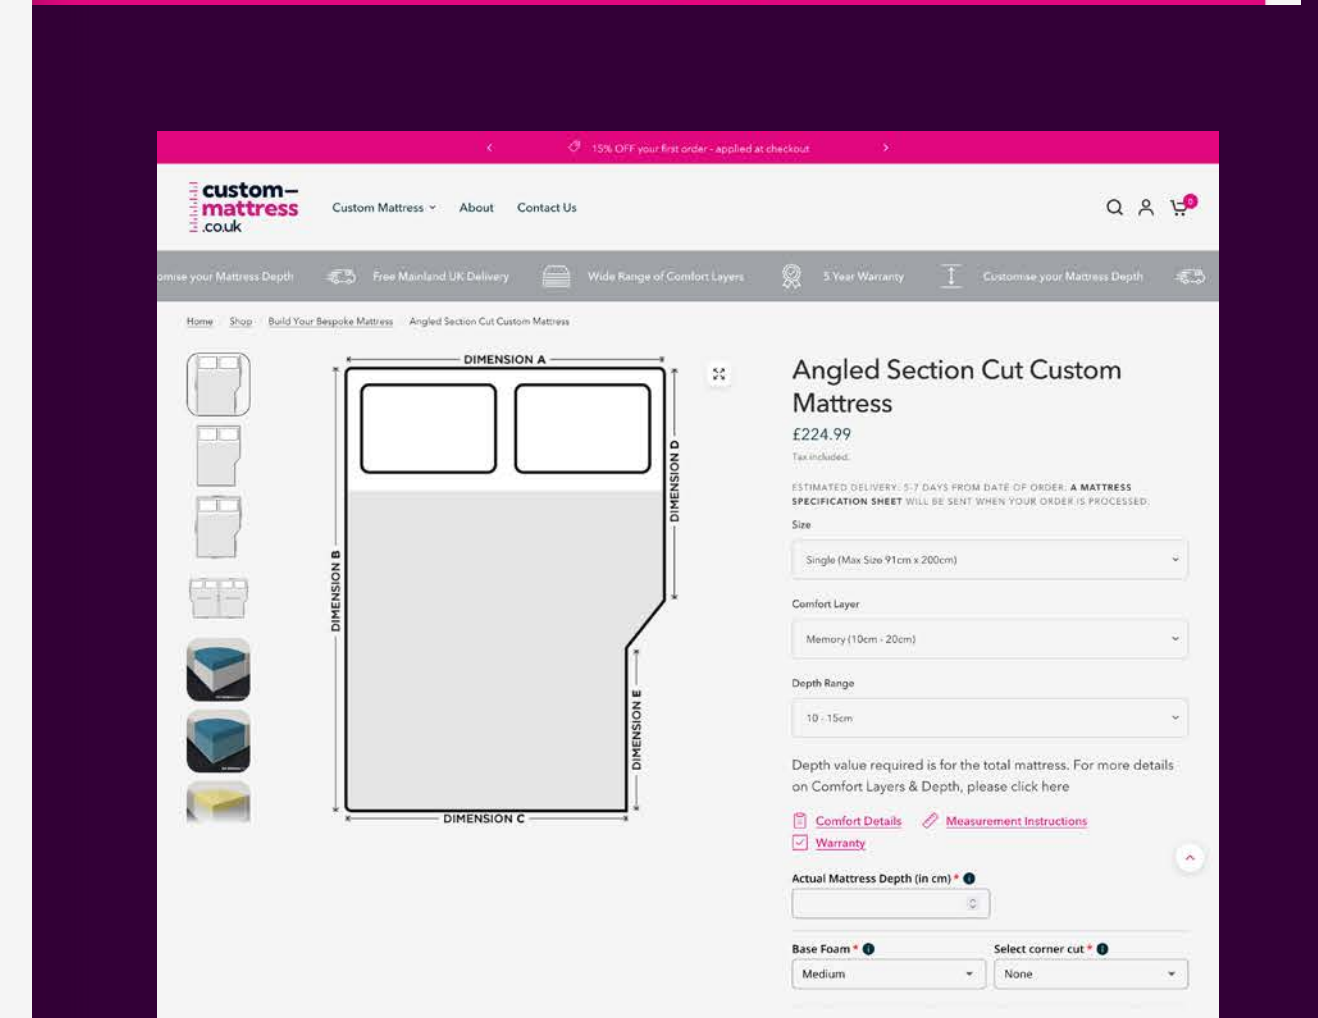 15% OFF your first order - applied at checkout
custom-
mattress
.co.uk
Custom Mattress
About
Contact Us
0
omise your Mattress Depth
Free Mainland UK Delivery
Wide Range of Comfort Layers
5 Year Warranty
Customise your Mattress Depth
Home
Shop
Build Your Bespoke Mattress
Angled Section Cut Custom Mattress
DIMENSION A
DIMENSION B
DIMENSION D
DIMENSION E
DIMENSION C
Angled Section Cut Custom
Mattress
£224.99
Tax included.
ESTIMATED DELIVERY: 5-7 DAYS FROM DATE OF ORDER. A MATTRESS
SPECIFICATION SHEET WILL BE SENT WHEN YOUR ORDER IS PROCESSED.
Size
Single (Max Size 91cm x 200cm)
Comfort Layer
Memory (10cm - 20cm)
Depth Range
10 - 15cm
Depth value required is for the total mattress. For more details
on Comfort Layers & Depth, please click here
Comfort Details
Measurement Instructions
Warranty
Actual Mattress Depth (in cm) *
Base Foam *
Select corner cut *
Medium
None